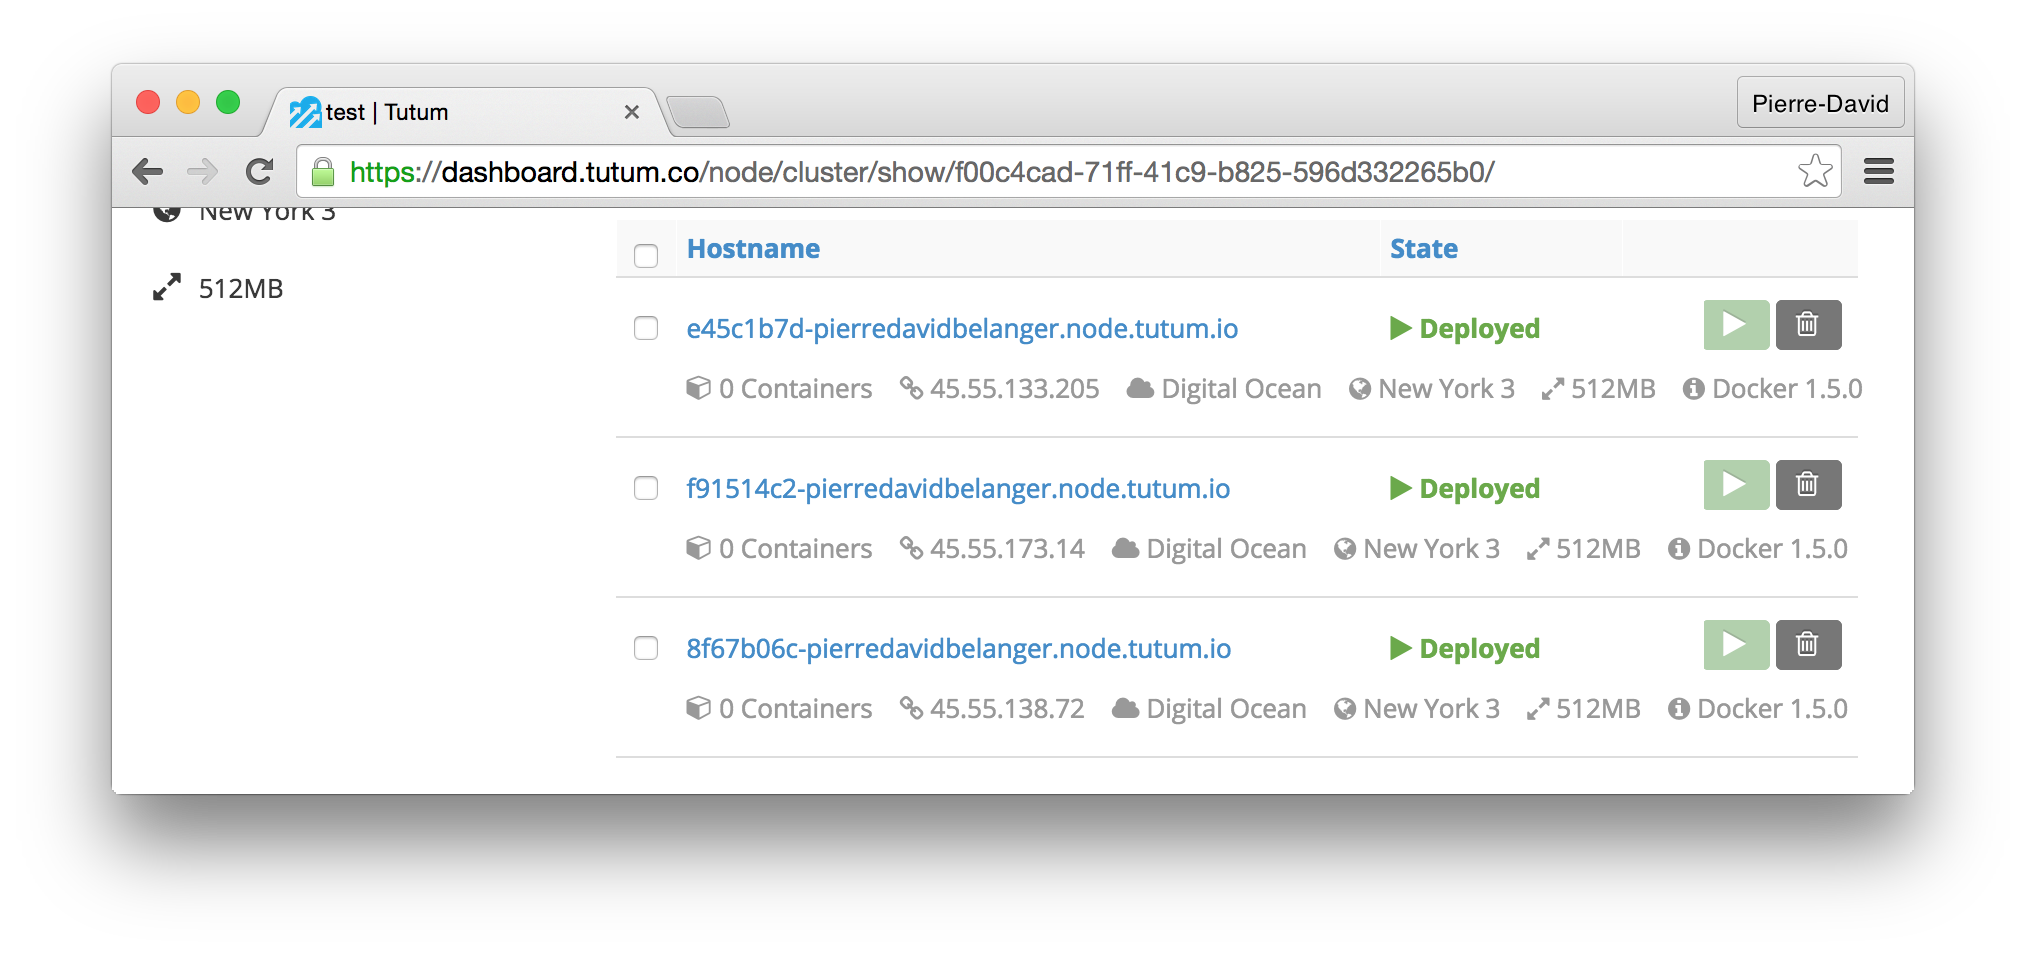 test | Tutum
Pierre-David
https://dashboard.tutum.co/node/cluster/show/f00c4cad-71ff-41c9-b825-596d332265b0/
New York 3
512MB
Hostname State
e45c1b7d-pierredavidbelanger.node.tutum.io Deployed
0 Containers 45.55.133.205 Digital Ocean New York 3 512MB Docker 1.5.0
f91514c2-pierredavidbelanger.node.tutum.io Deployed
0 Containers 45.55.173.14 Digital Ocean New York 3 512MB Docker 1.5.0
8f67b06c-pierredavidbelanger.node.tutum.io Deployed
0 Containers 45.55.138.72 Digital Ocean New York 3 512MB Docker 1.5.0